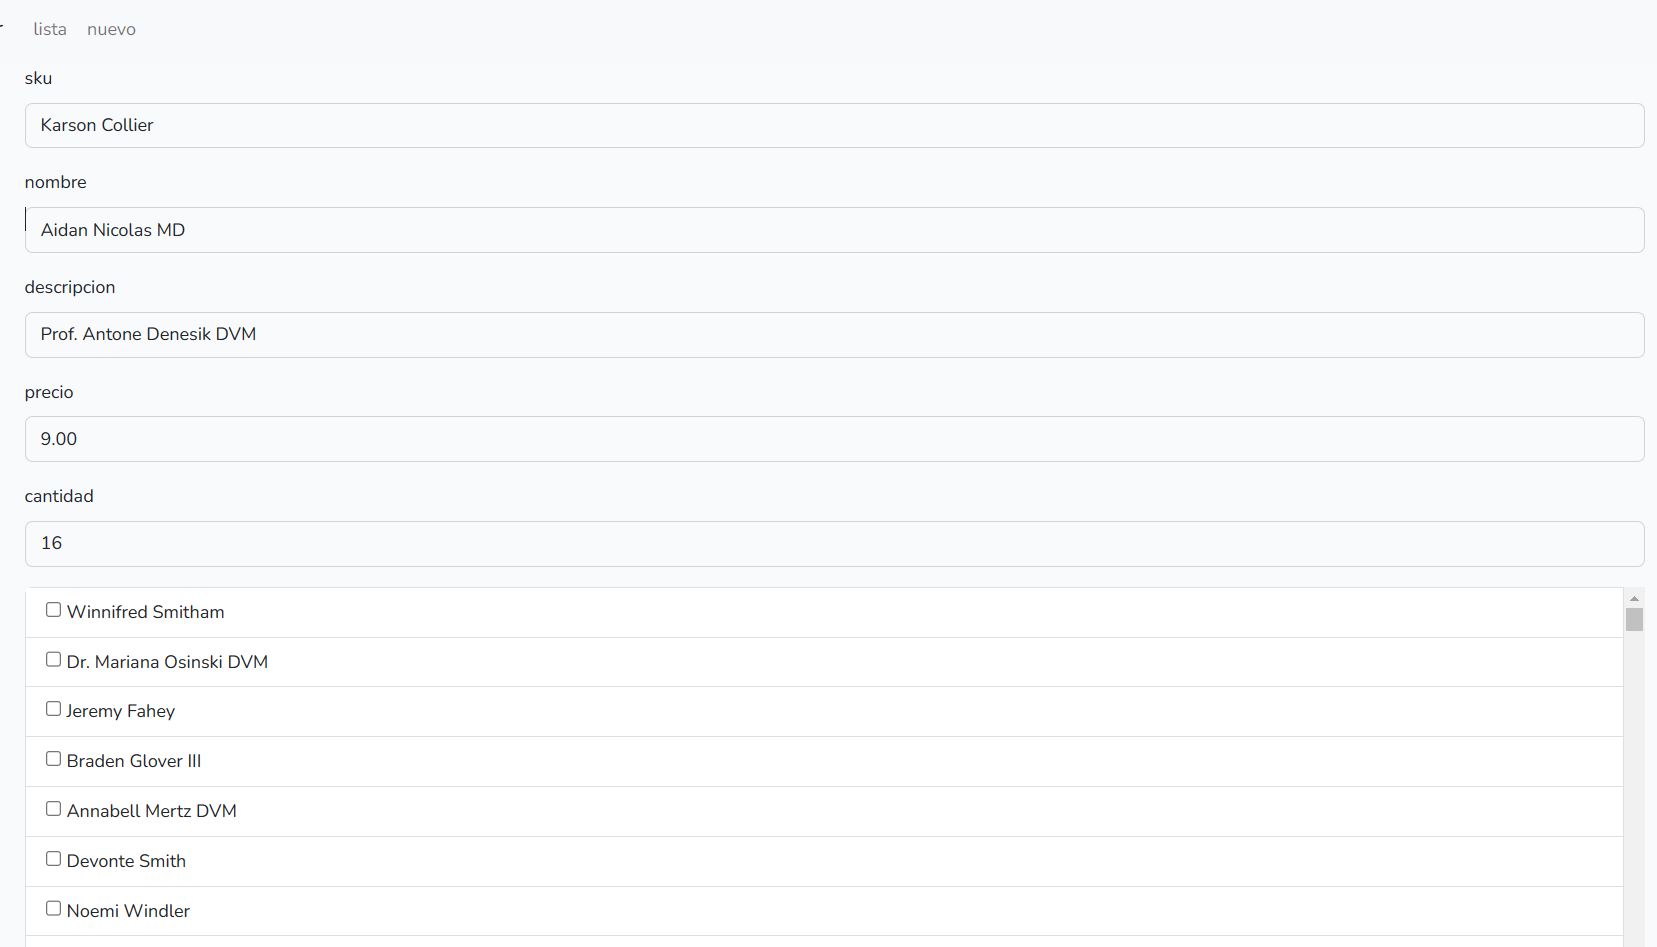 lista nuevo
sku
Karson Collier
nombre
Aidan Nicolas MD
descripcion
Prof. Antone Denesik DVM
precio
9.00
cantidad
16
Winnifred Smitham
Dr. Mariana Osinski DVM
Jeremy Fahey
Braden Glover III
Annabell Mertz DVM
Devonte Smith
Noemi Windler